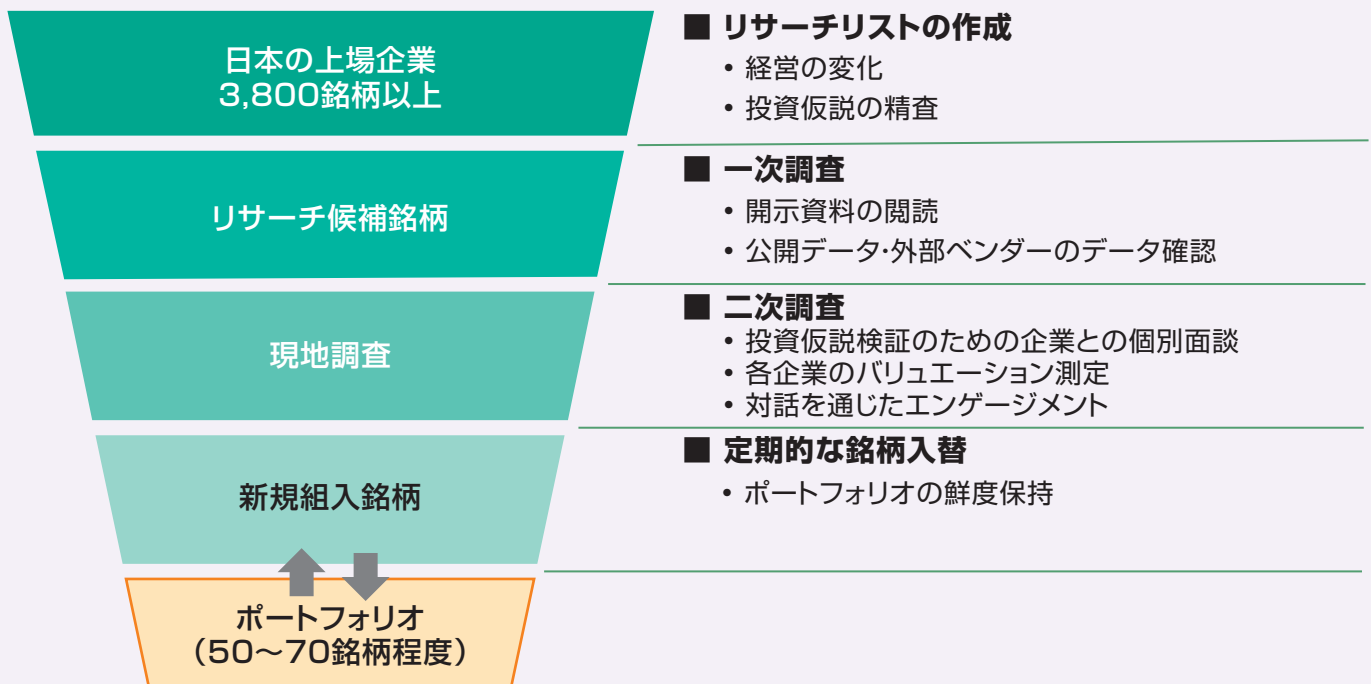 日本の上場企業
3,800銘柄以上
■ リサーチリストの作成
• 経営の変化
• 投資仮説の精査
リサーチ候補銘柄
■ 一次調査
• 開示資料の閲読
• 公開データ・外部ベンダーのデータ確認
現地調査
■ 二次調査
• 投資仮説検証のための企業との個別面談
• 各企業のバリュエーション測定
• 対話を通じたエンゲージメント
新規組入銘柄
■ 定期的な銘柄入替
• ポートフォリオの鮮度保持
ポートフォリオ
（50〜70銘柄程度）